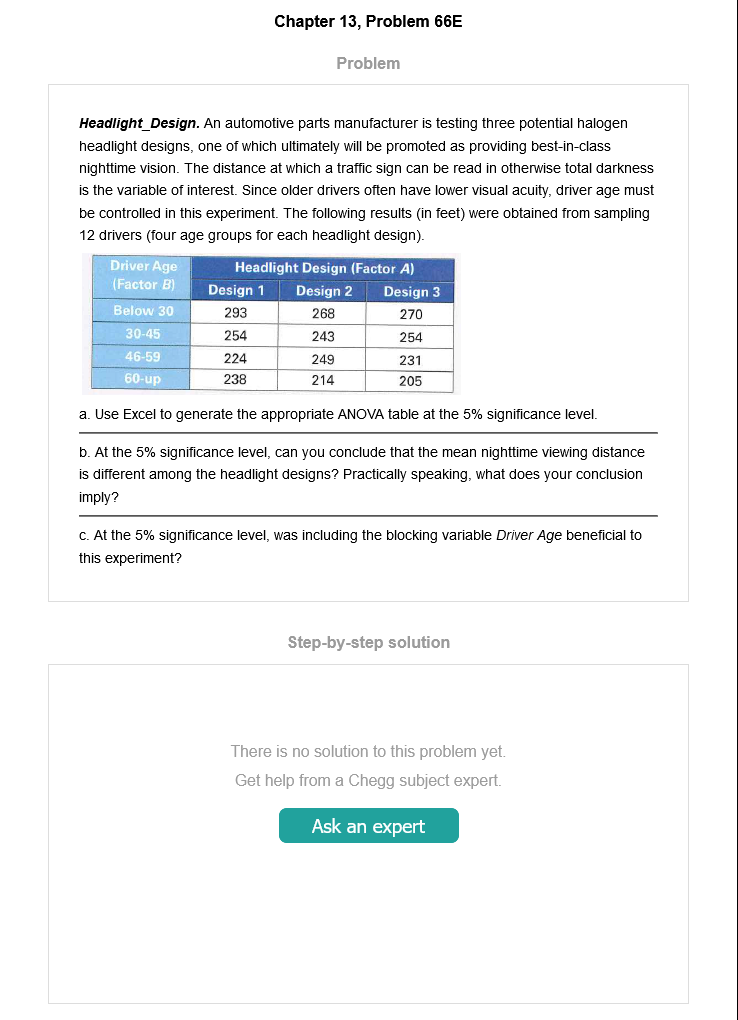 Chapter 13, Problem 66E
Problem
Headlight_Design. An automotive parts manufacturer is testing three potential halogen
headlight designs, one of which ultimately will be promoted as providing best-in-class
nighttime vision. The distance at which a traffic sign can be read in otherwise total darkness
is the variable of interest. Since older drivers often have lower visual acuity, driver age must
be controlled in this experiment. The following results (in feet) were obtained from sampling
12 drivers (four age groups for each headlight design).
Driver Age Headlight Design (Factor A)
(Factor B) Design 1 Design 2 Design 3
Below 30 293 268 270
30-45 254 243 254
46-59 224 249 231
60-up 238 214 205
a. Use Excel to generate the appropriate ANOVA table at the 5% significance level.
b. At the 5% significance level, can you conclude that the mean nighttime viewing distance
is different among the headlight designs? Practically speaking, what does your conclusion
imply?
c. At the 5% significance level, was including the blocking variable Driver Age beneficial to
this experiment?
Step-by-step solution
There is no solution to this problem yet.
Get help from a Chegg subject expert.
Ask an expert